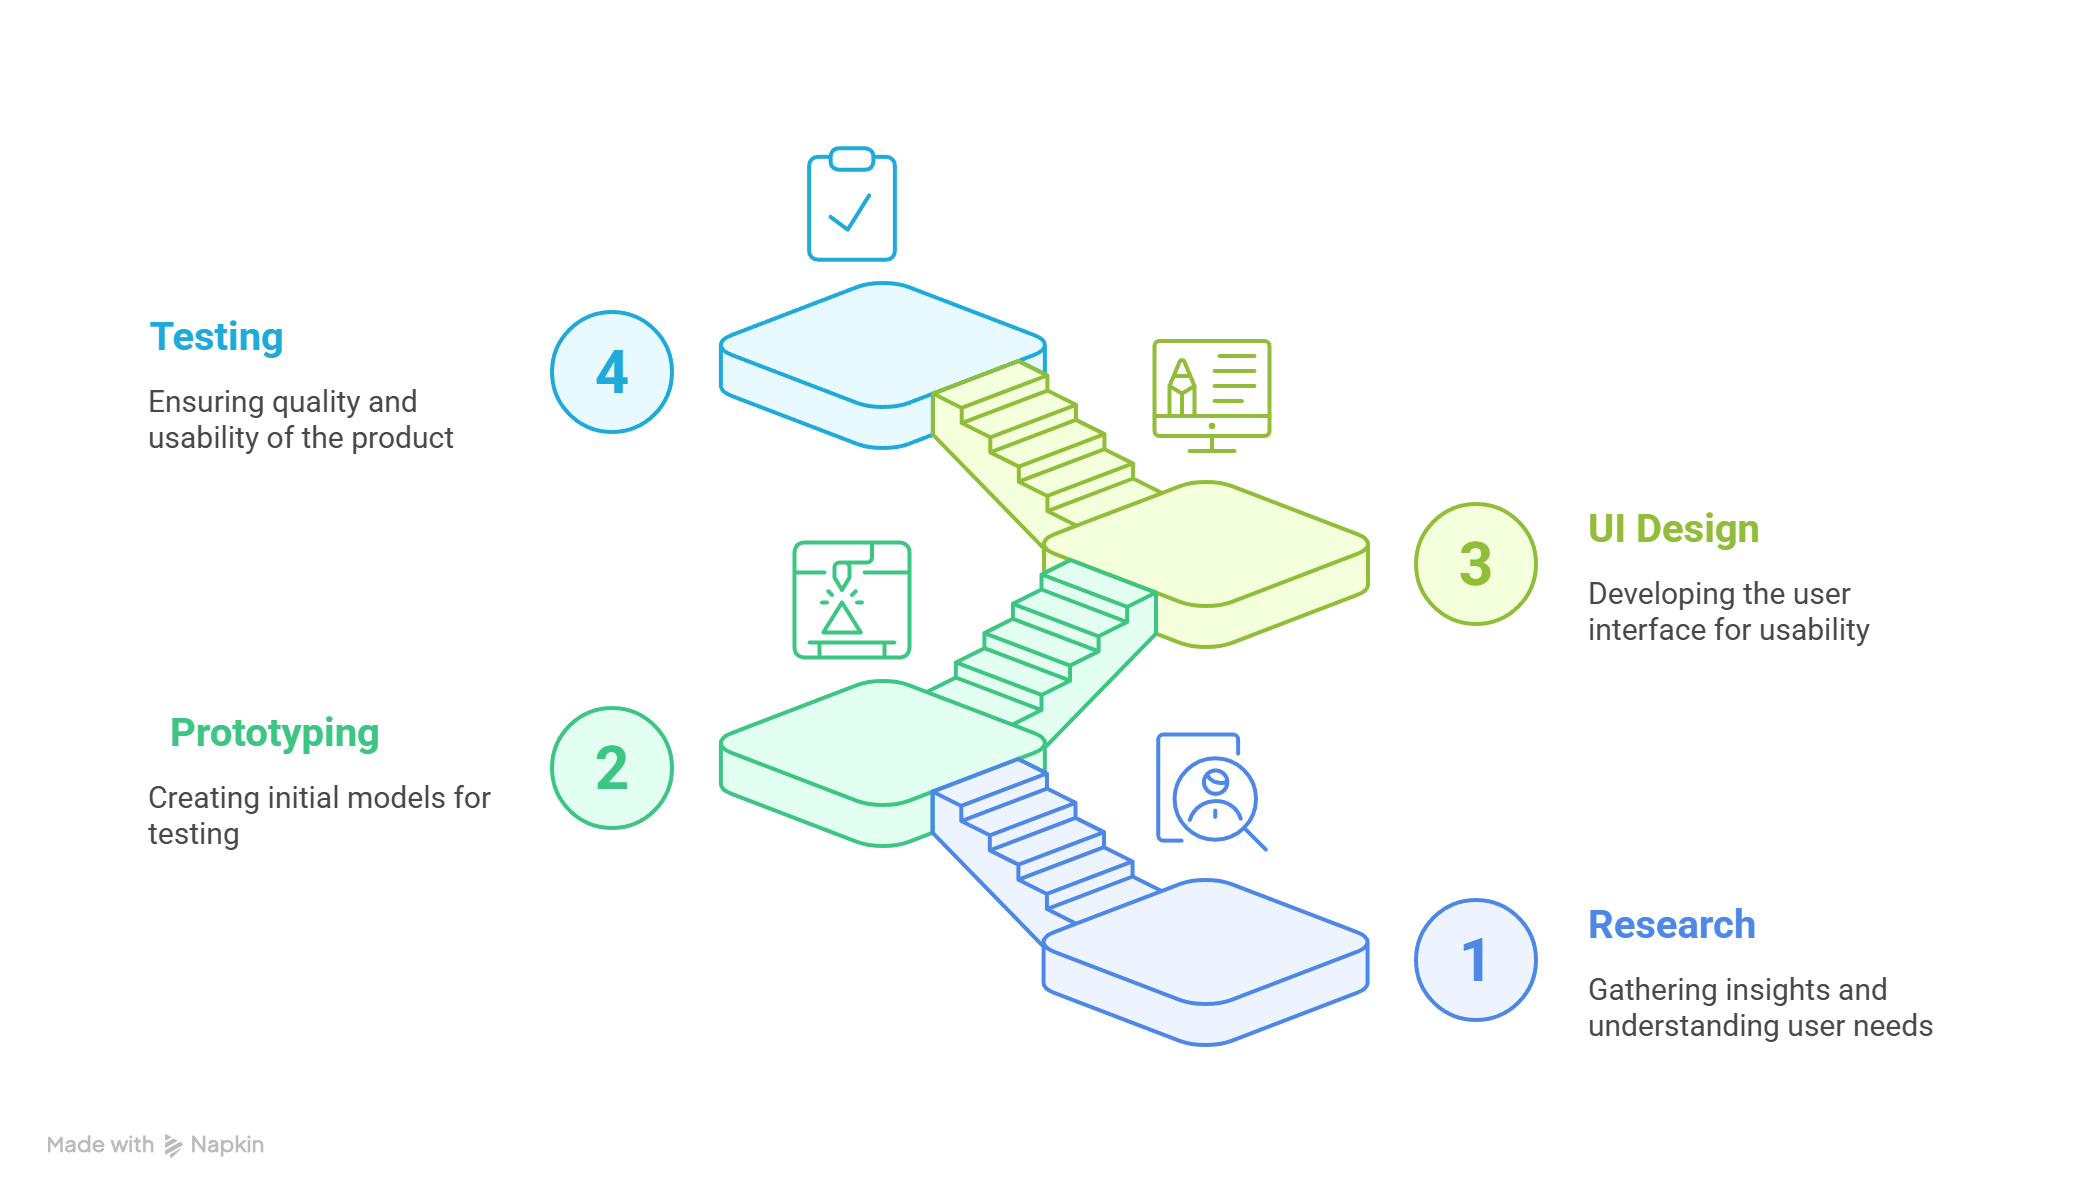 Testing
4
Ensuring quality and
usability of the product
UI Design
3
Developing the user
interface for usability
Prototyping
2
Creating initial models for
testing
Research
1
Gathering insights and
understanding user needs
Made with Napkin